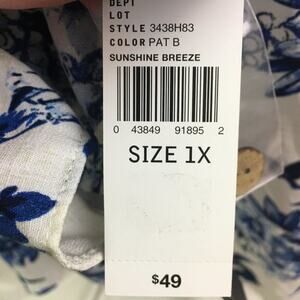 DEPT
LOT
STYLE 3438H83
COLOR PAT B
SUNSHINE BREEZE
0 43849 91895 2
SIZE 1X
$49